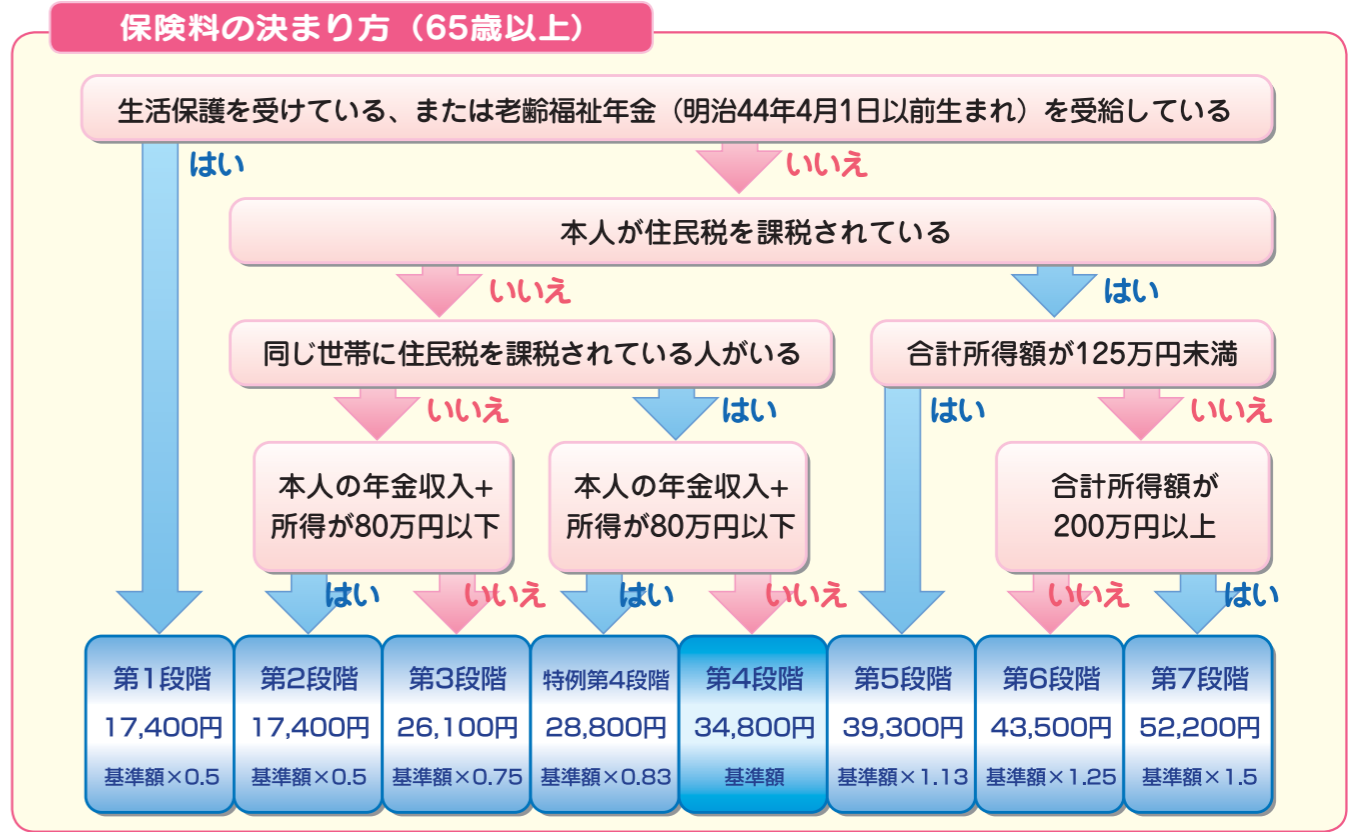 保険料の決まり方（65歳以上）
生活保護を受けている、または老齢福祉年金（明治44年4月1日以前生まれ）を受給している
はい
いいえ
本人が住民税を課税されている
いいえ
はい
同じ世帯に住民税を課税されている人がいる
合計所得額が125万円未満
いいえ
はい
はい
いいえ
本人の年金収入+
所得が80万円以下
本人の年金収入+
所得が80万円以下
合計所得額が
200万円以上
はい
いいえ
はい
いいえ
いいえ
はい
第1段階
17,400円
基準額×0.5
第2段階
17,400円
基準額×0.5
第3段階
26,100円
基準額×0.75
特例第4段階
28,800円
基準額×0.83
第4段階
34,800円
基準額
第5段階
39,300円
基準額×1.13
第6段階
43,500円
基準額×1.25
第7段階
52,200円
基準額×1.5